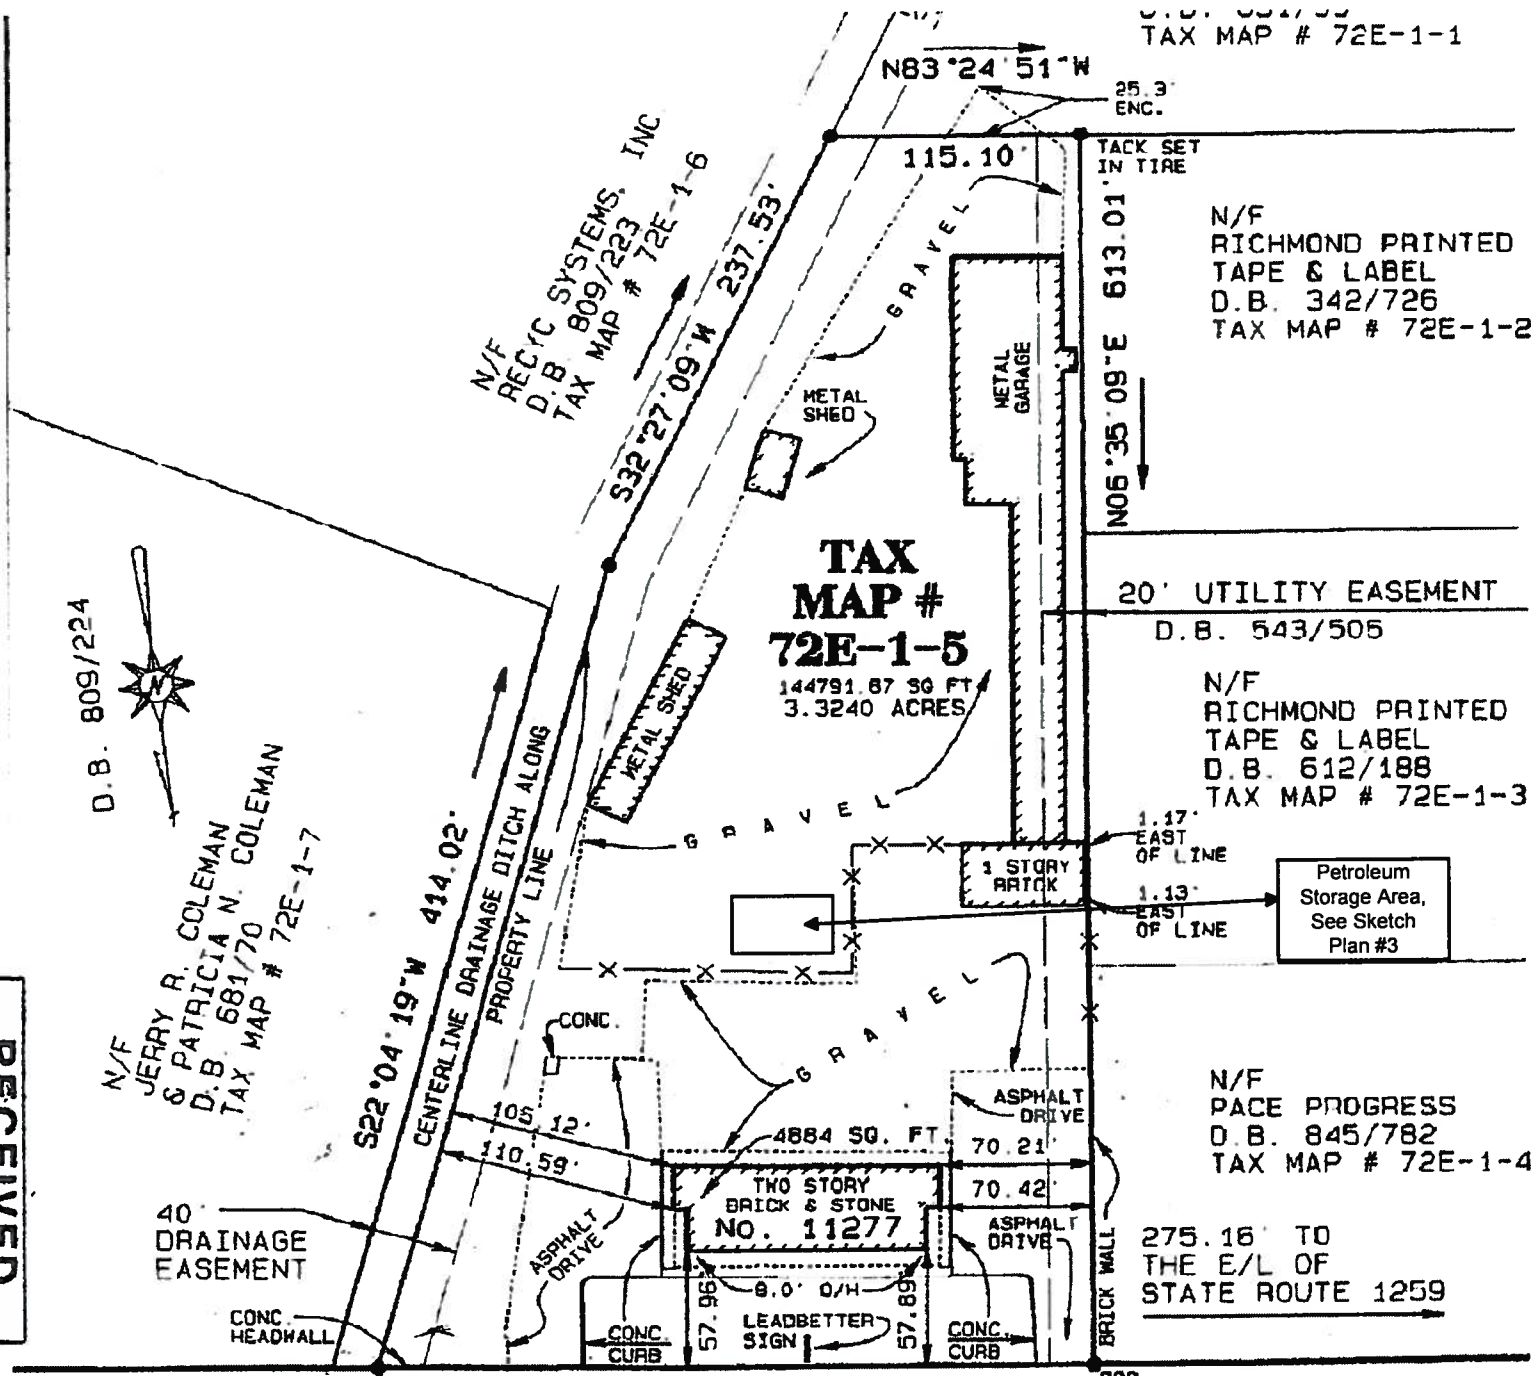 TAX MAP # 72E-1-1
N83°24'51"W
25.3'
ENC.
115.10'
TACK SET
IN TIRE
N/F
RECYC SYSTEMS, INC
D.B. 809/223
TAX MAP # 72E-1-6
S32°27'09"W 237.53'
GRAVEL
613.01'
N06°35'09"E
N/F
RICHMOND PRINTED
TAPE & LABEL
D.B. 342/726
TAX MAP # 72E-1-2
METAL
GARAGE
METAL
SHED
TAX
MAP #
72E-1-5
144791.87 SQ FT
3.3240 ACRES
20' UTILITY EASEMENT
D.B. 543/505
D.B. 809/224
N
METAL SHED
N/F
RICHMOND PRINTED
TAPE & LABEL
D.B. 612/188
TAX MAP # 72E-1-3
GRAVEL
1.17'
EAST
OF LINE
1 STORY
BRICK
1.13'
EAST
OF LINE
Petroleum
Storage Area,
See Sketch
Plan #3
N/F
JERRY R. COLEMAN
& PATRICIA N. COLEMAN
D.B. 681/70
TAX MAP # 72E-1-7
S22°04'19"W 414.02'
CENTERLINE DRAINAGE DITCH ALONG
PROPERTY LINE
CONC.
GRAVEL
RECEIVED
ASPHALT
DRIVE
N/F
PACE PROGRESS
D.B. 845/782
TAX MAP # 72E-1-4
105.12'
110.59'
4884 SQ. FT.
70.21'
70.42'
TWO STORY
BRICK & STONE
NO. 11277
40'
DRAINAGE
EASEMENT
ASPHALT
DRIVE
ASPHALT
DRIVE
BRICK WALL
275.16' TO
THE E/L OF
STATE ROUTE 1259
CONC.
HEADWALL
8.0' O/H
57.96'
57.89'
LEADBETTER
SIGN
CONC.
CURB
CONC.
CURB